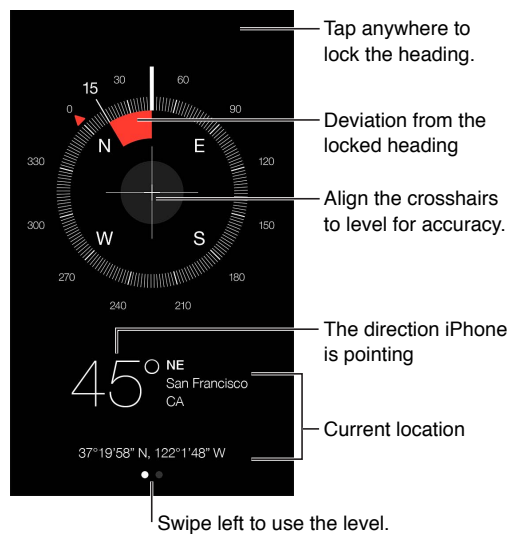 Tap anywhere to
lock the heading.
15
30
60
0
90
N
E
Deviation from the
locked heading
330
120
Align the crosshairs
to level for accuracy.
300
150
W
S
270
180
240
210
The direction iPhone
is pointing
45°
NE
San Francisco
CA
Current location
37°19’58” N, 122°1’48” W
Swipe left to use the level.